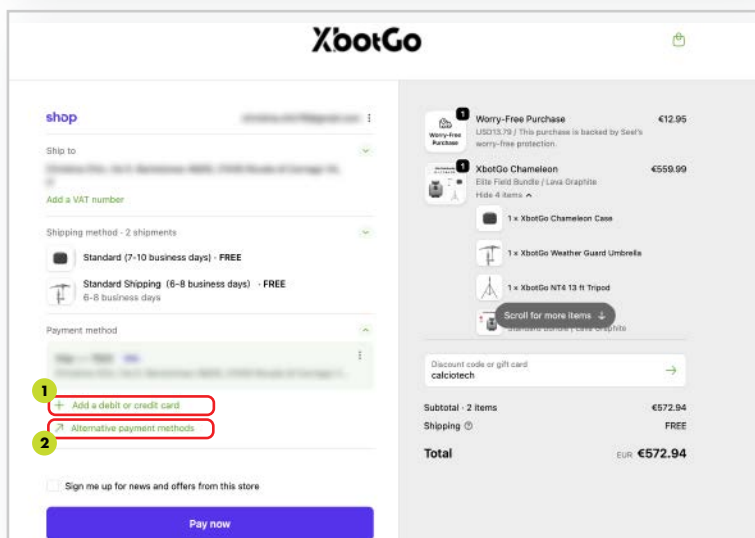 XbotGo
shop
Ship to
Add a VAT number
Shipping method · 2 shipments
Standard (7-10 business days) · FREE
Standard Shipping (6-8 business days) · FREE
6-8 business days
Payment method
1
+ Add a debit or credit card
Alternative payment methods
2
Sign me up for news and offers from this store
Pay now
1
Worry-Free Purchase
Worry-Free Purchase €12.95
USD13.79 / This purchase is backed by Seel's
worry-free protection.
1
XbotGo Chameleon €559.99
Elite Field Bundle / Lava Graphite
Hide 4 items
1 × XbotGo Chameleon Case
1 × XbotGo Weather Guard Umbrella
1 × XbotGo NT4 13 ft Tripod
Scroll for more items ↓
Discount code or gift card
calciotech
Subtotal · 2 items €572.94
Shipping FREE
Total EUR €572.94